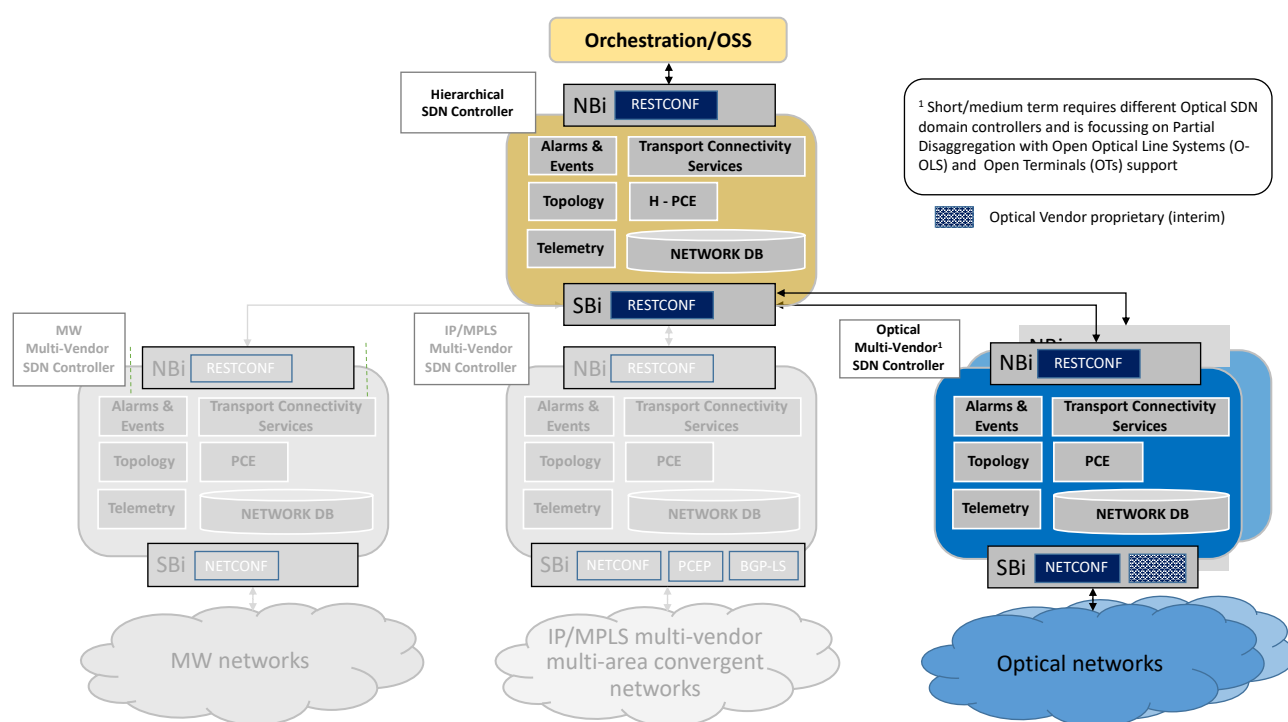 Orchestration/OSS
Hierarchical
SDN Controller
NBi
RESTCONF
Alarms &
Events
Transport Connectivity
Services
Topology
H - PCE
Telemetry
NETWORK DB
SBi
RESTCONF
¹ Short/medium term requires different Optical SDN
domain controllers and is focussing on Partial
Disaggregation with Open Optical Line Systems (O-
OLS) and Open Terminals (OTs) support
Optical Vendor proprietary (interim)
MW
Multi-Vendor
SDN Controller
NBi
RESTCONF
Alarms &
Events
Transport Connectivity
Services
Topology
PCE
Telemetry
NETWORK DB
SBi
NETCONF
MW networks
IP/MPLS
Multi-Vendor
SDN Controller
NBi
RESTCONF
Alarms &
Events
Transport Connectivity
Services
Topology
PCE
Telemetry
NETWORK DB
SBi
NETCONF
PCEP
BGP-LS
IP/MPLS multi-vendor
multi-area convergent
networks
Optical
Multi-Vendor¹
SDN Controller
NBi
NBi
RESTCONF
Alarms &
Events
Transport Connectivity
Services
Topology
PCE
Telemetry
NETWORK DB
SBi
NETCONF
Optical networks